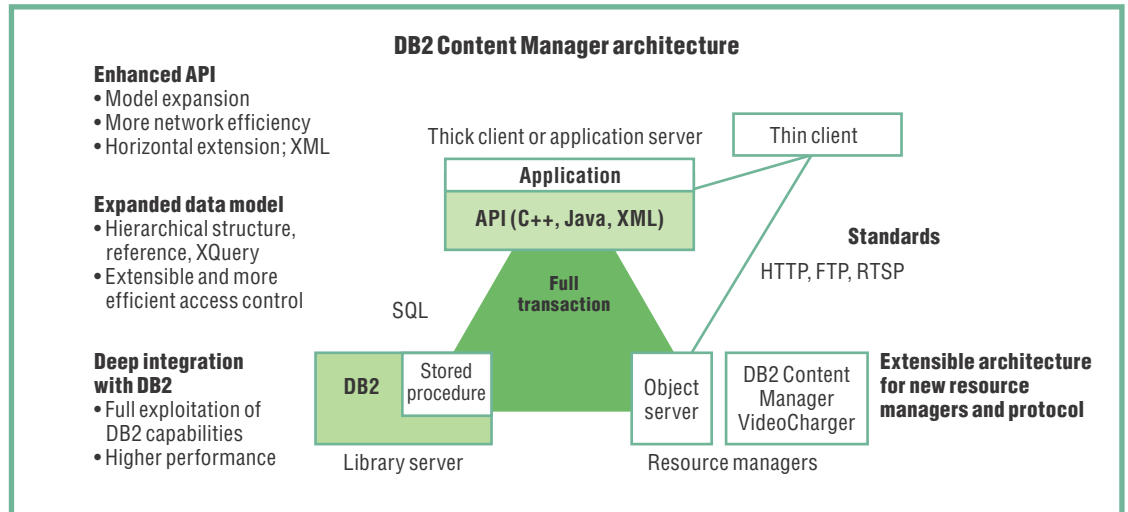 DB2 Content Manager architecture
Enhanced API
• Model expansion
• More network efficiency
• Horizontal extension; XML
Expanded data model
• Hierarchical structure,
reference, XQuery
• Extensible and more
efficient access control
Deep integration
with DB2
• Full exploitation of
DB2 capabilities
• Higher performance
Thick client or application server
Application
API (C++, Java, XML)
Thin client
Full
transaction
SQL
Standards
HTTP, FTP, RTSP
DB2
Stored
procedure
Library server
Object
server
DB2 Content
Manager
VideoCharger
Resource managers
Extensible architecture
for new resource
managers and protocol